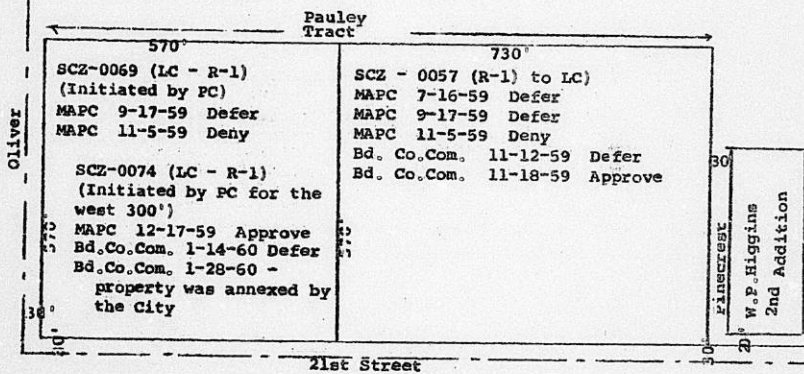 Pauley
Tract
570'
730'
SCZ-0069 (LC - R-1)
(Initiated by PC)
MAPC 9-17-59 Defer
MAPC 11-5-59 Deny
SCZ-0074 (LC - R-1)
(Initiated by PC for the
west 300')
MAPC 12-17-59 Approve
Bd.Co.Com. 1-14-60 Defer
Bd.Co.Com. 1-28-60 -
property was annexed by
the City
SCZ - 0057 (R-1) to LC)
MAPC 7-16-59 Defer
MAPC 9-17-59 Defer
MAPC 11-5-59 Deny
Bd. Co.Com. 11-12-59 Defer
Bd. Co.Com. 11-18-59 Approve
Oliver
30'
Pinecrest
W.P.Higgins
2nd Addition
30'
30'
20'
21st Street